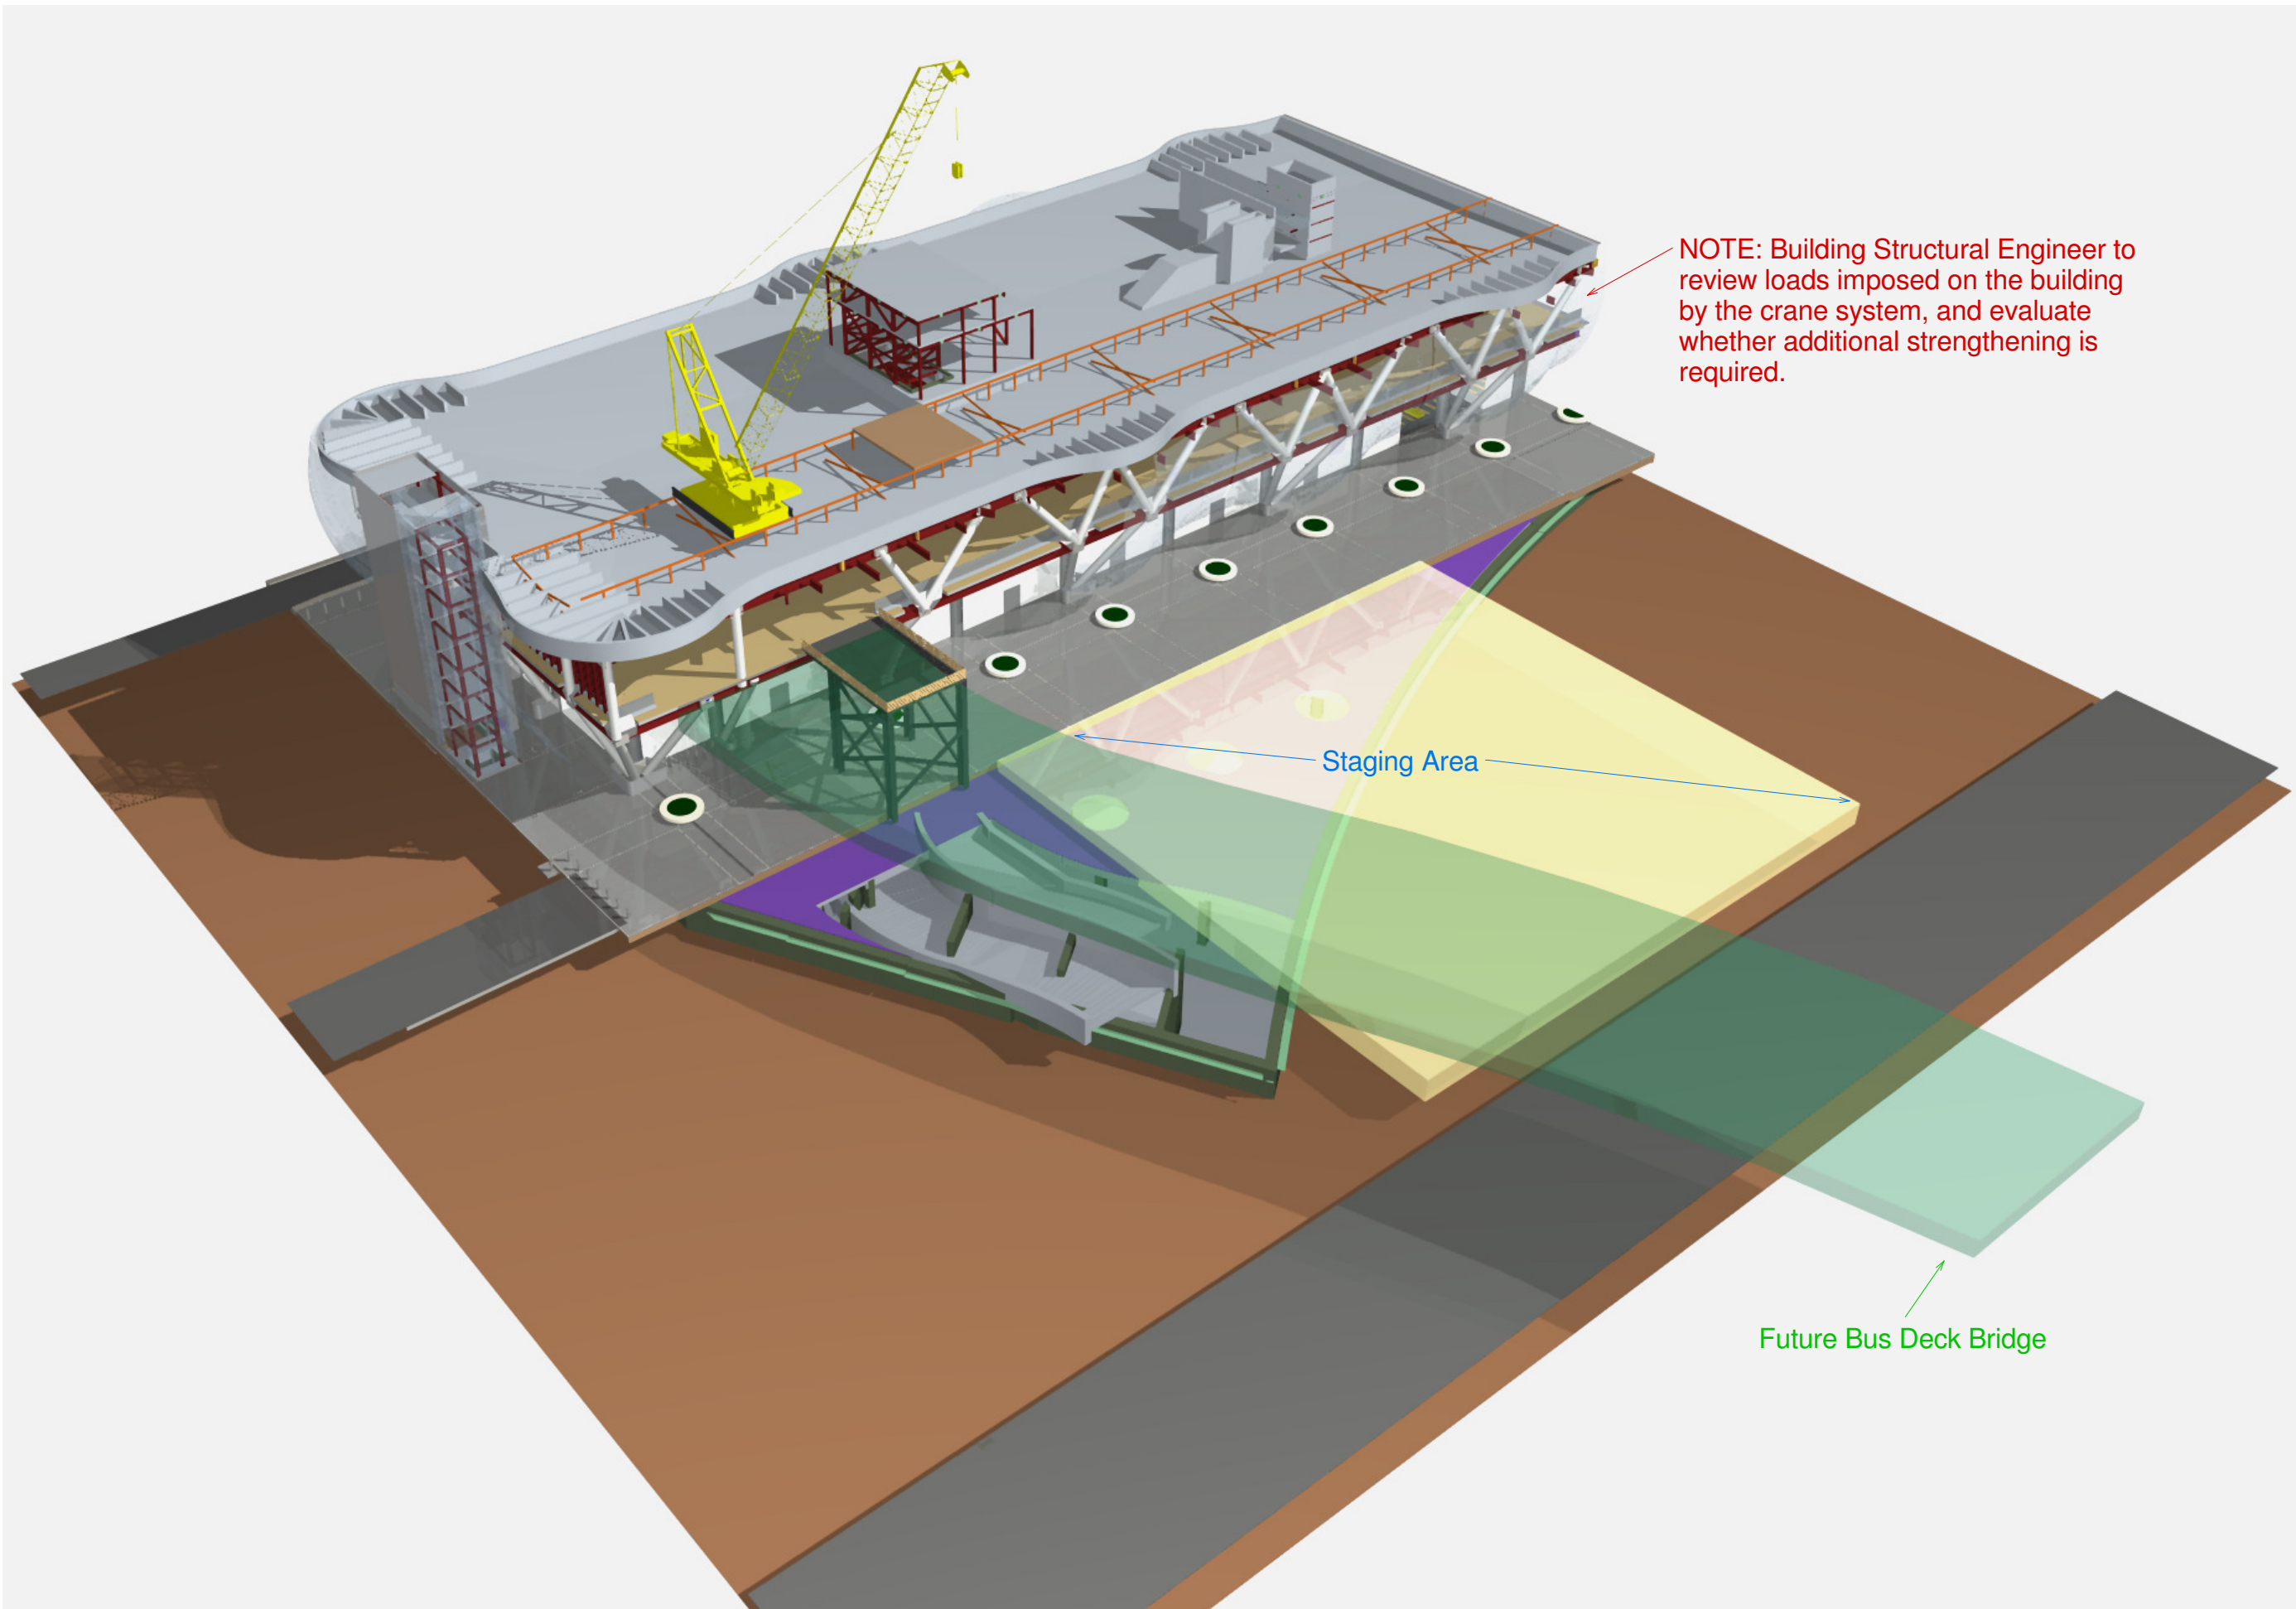 NOTE: Building Structural Engineer to
review loads imposed on the building
by the crane system, and evaluate
whether additional strengthening is
required.
Staging Area
Future Bus Deck Bridge